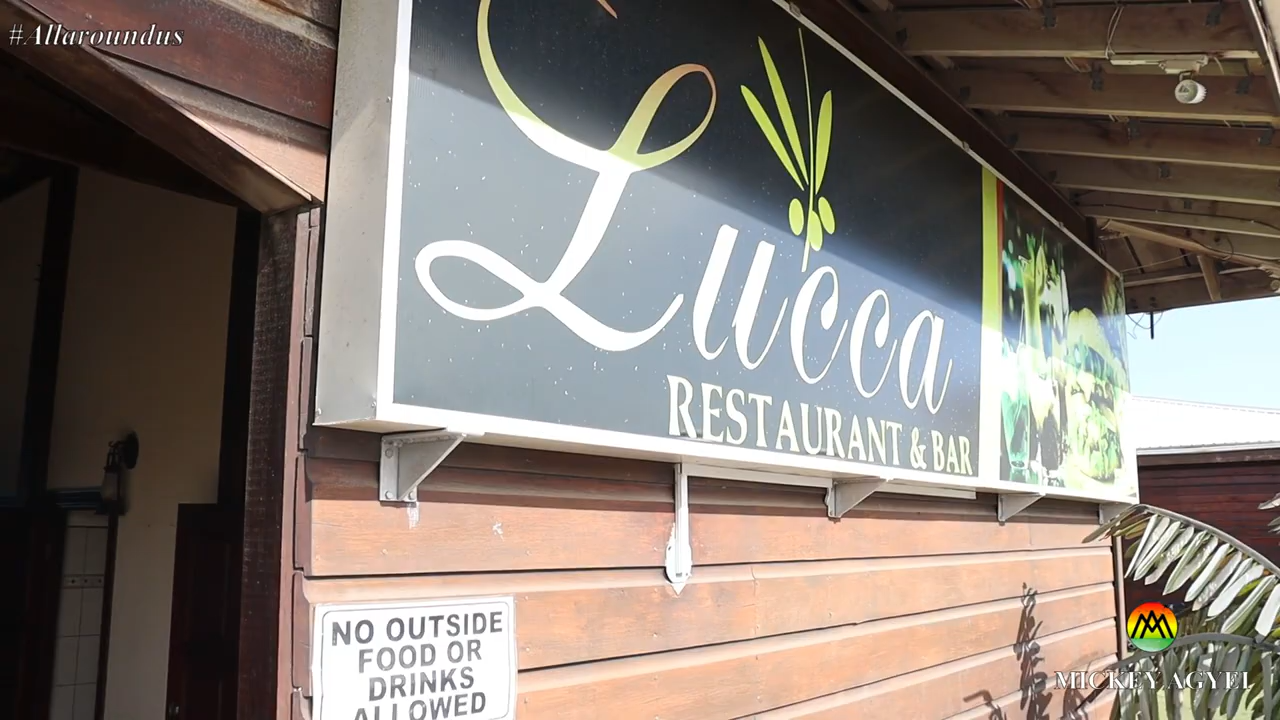 #Allaroundus
Lucca
RESTAURANT & BAR
NO OUTSIDE
FOOD OR
DRINKS
ALLOWED
MICKEY AGYEI